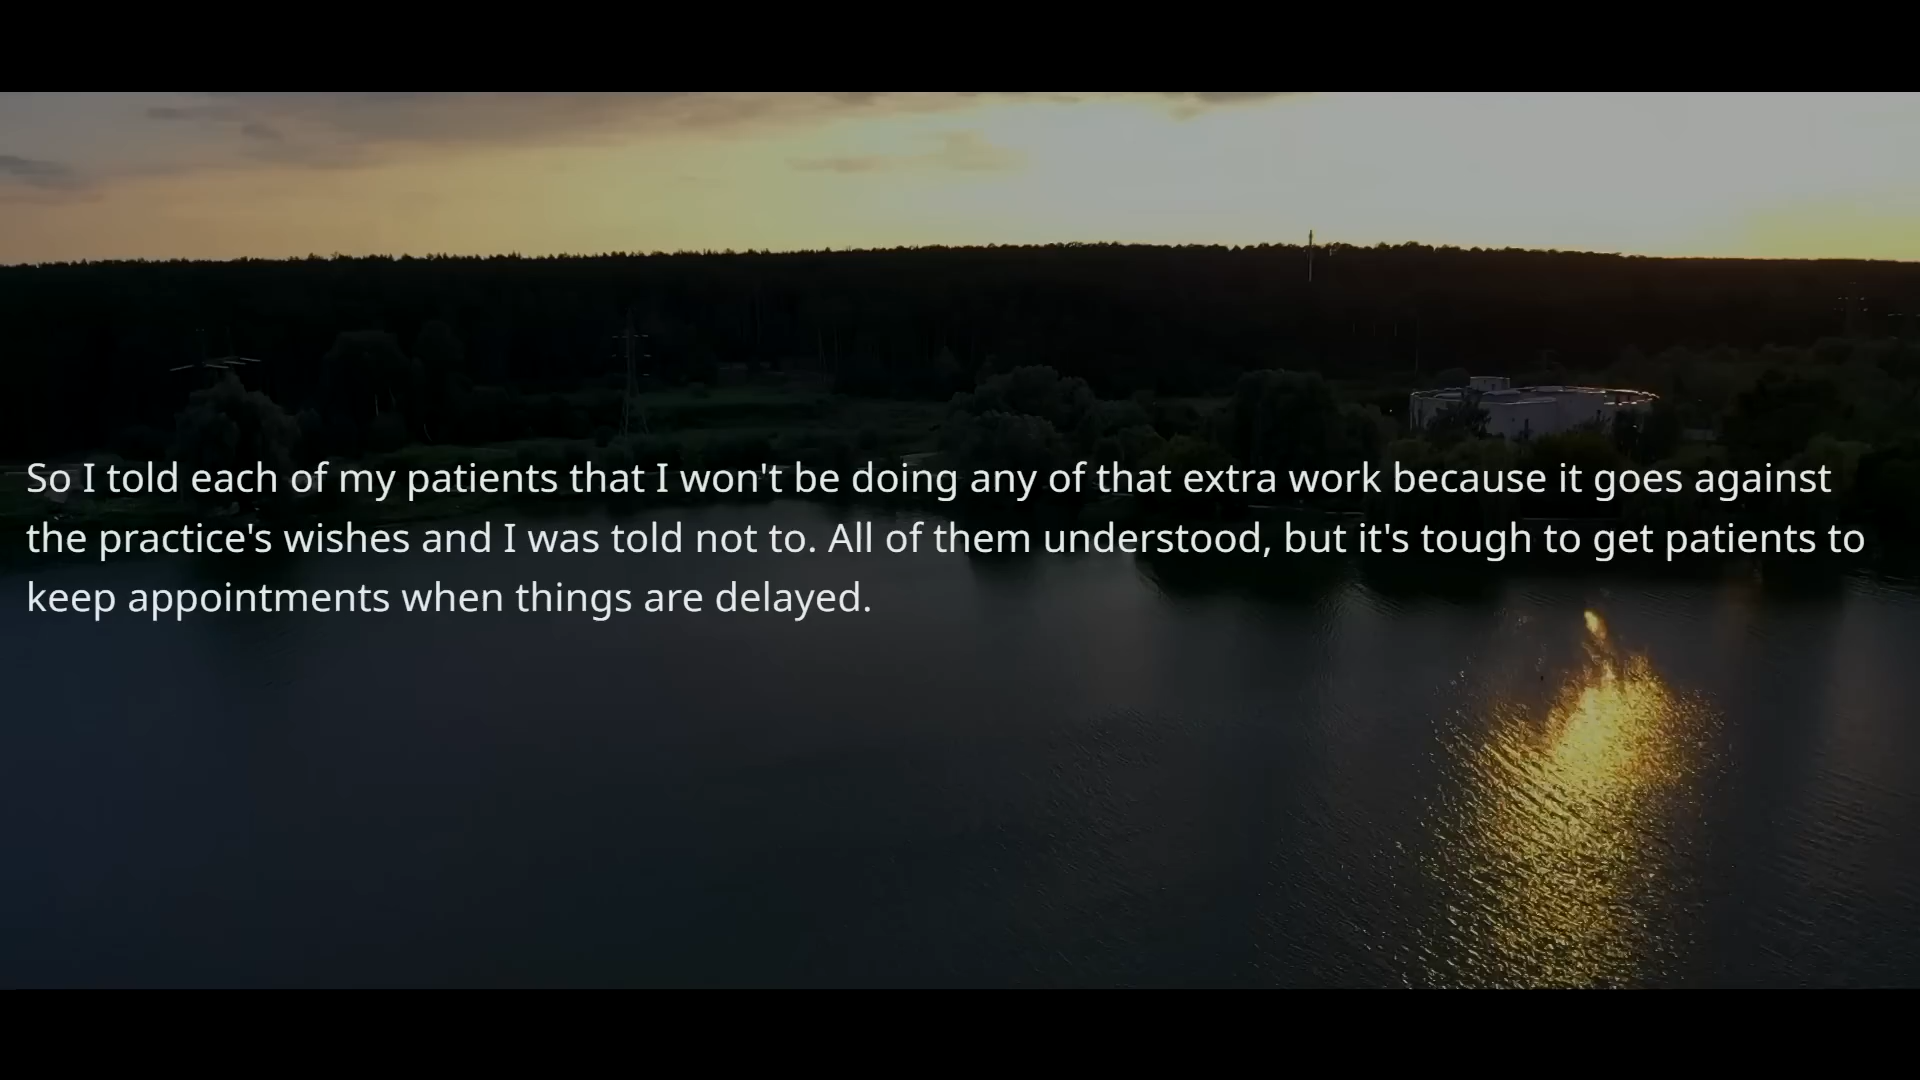 So I told each of my patients that I won't be doing any of that extra work because it goes against
the practice's wishes and I was told not to. All of them understood, but it's tough to get patients to
keep appointments when things are delayed.